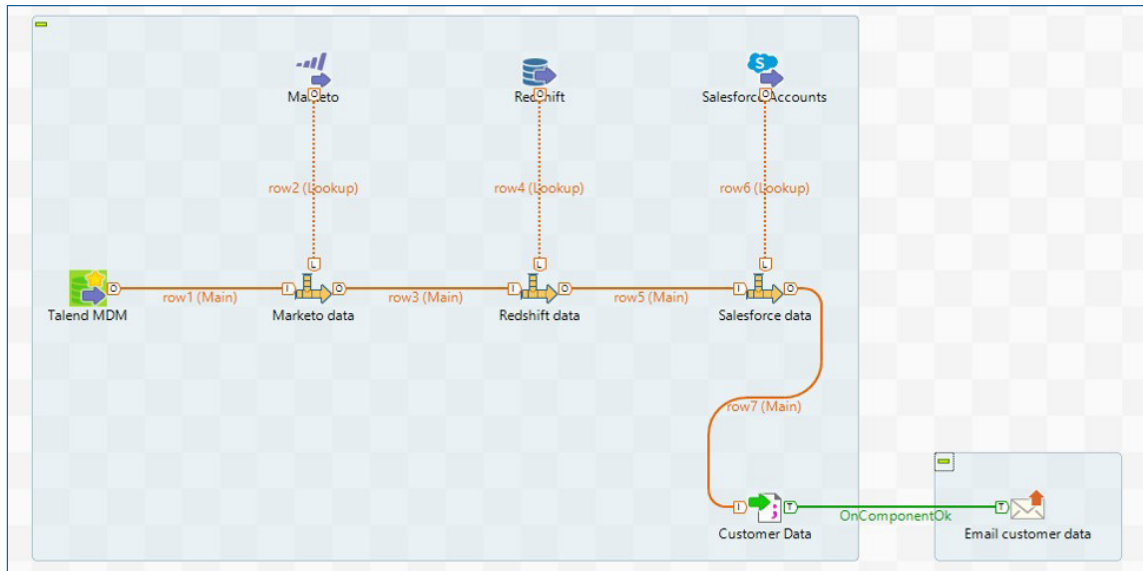 Marketo
Redshift
Salesforce Accounts
row2 (Lookup)
row4 (Lookup)
row6 (Lookup)
row1 (Main)
row3 (Main)
row5 (Main)
Talend MDM
Marketo data
Redshift data
Salesforce data
row7 (Main)
OnComponentOk
Customer Data
Email customer data